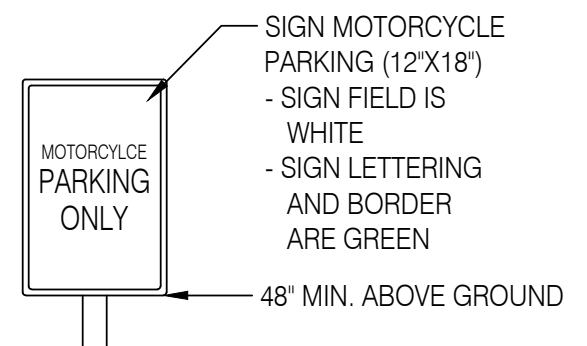 MOTORCYLCE
PARKING
ONLY
SIGN MOTORCYCLE
PARKING (12"X18")
- SIGN FIELD IS
WHITE
- SIGN LETTERING
AND BORDER
ARE GREEN
48" MIN. ABOVE GROUND